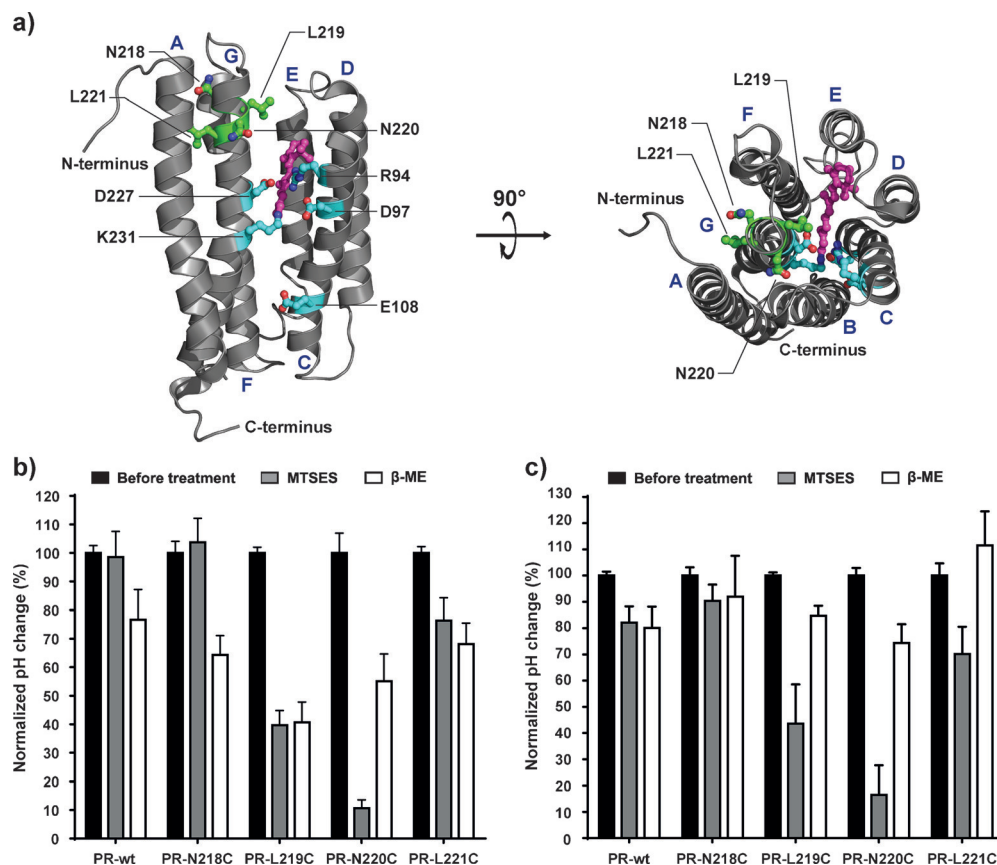 a)
A
G
L219
N218
E
D
L221
N220
N-terminus
D227
R94
K231
D97
E108
C
F
C-terminus
90°
L219
E
F
N218
D
L221
N-terminus
G
A
B
C
C-terminus
N220
b)
Before treatment MTSES β-ME
Normalized pH change (%)
120
110
100
90
80
70
60
50
40
30
20
10
0
PR-wt PR-N218C PR-L219C PR-N220C PR-L221C
c)
Before treatment MTSES β-ME
Normalized pH change (%)
130
120
110
100
90
80
70
60
50
40
30
20
10
0
PR-wt PR-N218C PR-L219C PR-N220C PR-L221C